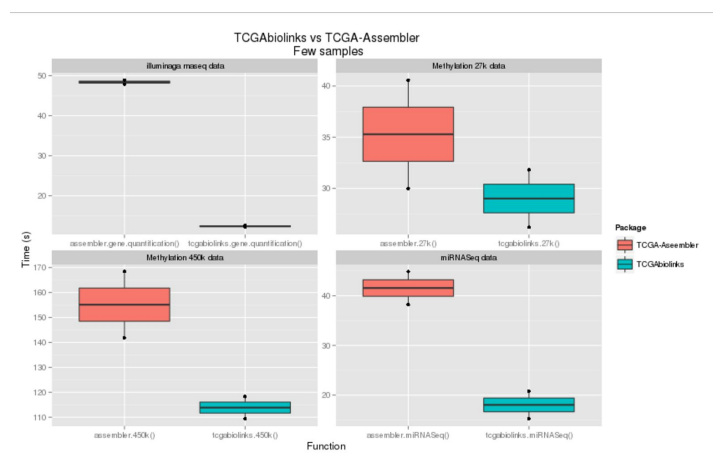 TCGAbiolinks vs TCGA-Assembler
Few samples
illuminaga rnaseq data
50
40
30
20
assembler.gene.quantification()
tcgabiolinks.gene.quantification()
Methylation 27k data
40
35
30
assembler.27k()
tcgabiolinks.27k()
Methylation 450k data
170
160
150
140
130
120
110
assembler.450k()
tcgabiolinks.450k()
miRNASeq data
40
30
20
assembler.miRNASeq()
tcgabiolinks.miRNASeq()
Time (s)
Function
Package
TCGA-Assembler
TCGAbiolinks